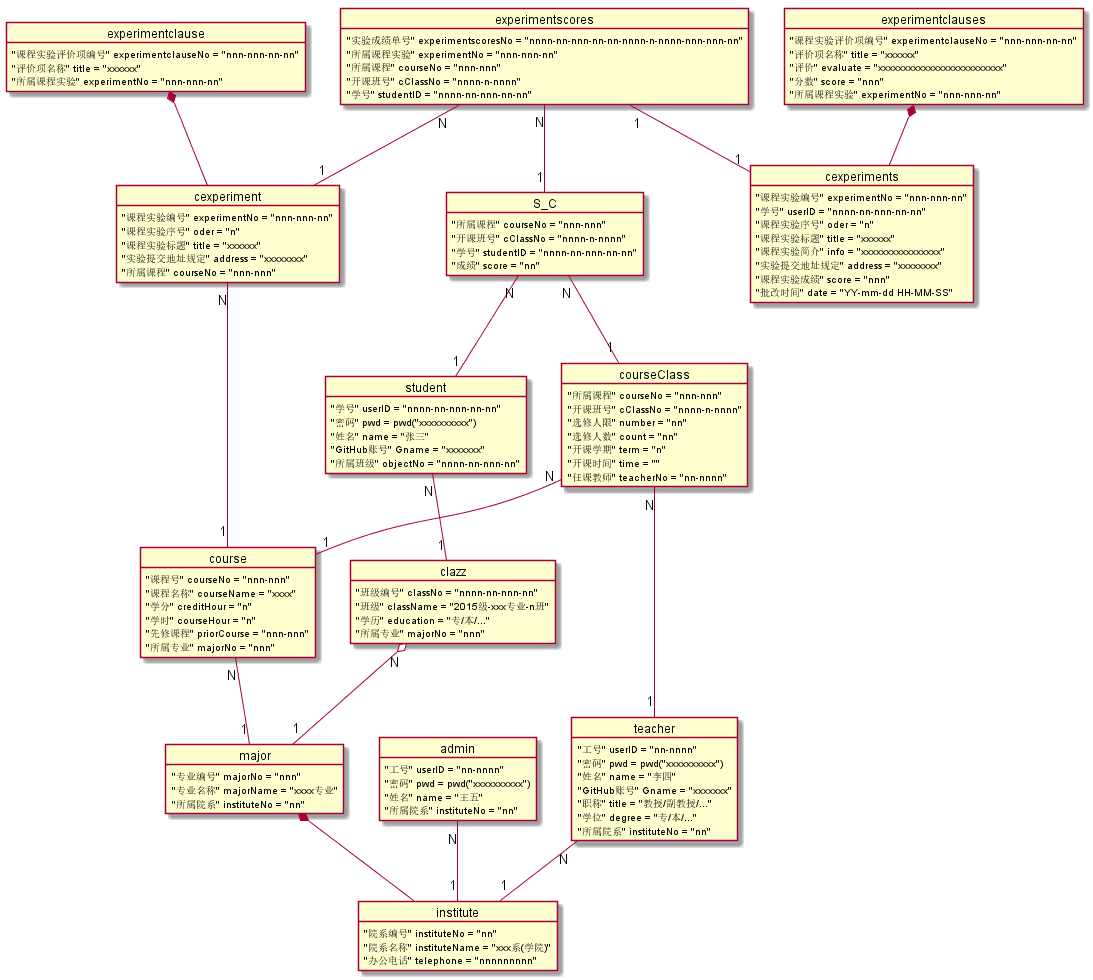 experimentclause
"课程实验评价项编号" experimentclauseNo = "nnn-nnn-nn-nn"
"评价项名称" title = "xxxxxx"
"所属课程实验" experimentNo = "nnn-nnn-nn"
experimentscores
"实验成绩单号" experimentscoresNo = "nnnn-nn-nnn-nn-nn-nnnn-n-nnnn-nnn-nnn-nn"
"所属课程实验" experimentNo = "nnn-nnn-nn"
"所属课程" courseNo = "nnn-nnn"
"开课班号" cClassNo = "nnnn-n-nnnn"
"学号" studentID = "nnnn-nn-nnn-nn-nn"
experimentclauses
"课程实验评价项编号" experimentclauseNo = "nnn-nnn-nn-nn"
"评价项名称" title = "xxxxxx"
"评价" evaluate = "xxxxxxxxxxxxxxxxxxxxxxxxx"
"分数" score = "nnn"
"所属课程实验" experimentNo = "nnn-nnn-nn"
N
N
1
1
1
1
cexperiment
"课程实验编号" experimentNo = "nnn-nnn-nn"
"课程实验序号" oder = "n"
"课程实验标题" title = "xxxxxx"
"实验提交地址规定" address = "xxxxxxxx"
"所属课程" courseNo = "nnn-nnn"
S_C
"所属课程" courseNo = "nnn-nnn"
"开课班号" cClassNo = "nnnn-n-nnnn"
"学号" studentID = "nnnn-nn-nnn-nn-nn"
"成绩" score = "nn"
cexperiments
"课程实验编号" experimentNo = "nnn-nnn-nn"
"学号" userID = "nnnn-nn-nnn-nn-nn"
"课程实验序号" oder = "n"
"课程实验标题" title = "xxxxxx"
"课程实验简介" info = "xxxxxxxxxxxxxxxx"
"实验提交地址规定" address = "xxxxxxxx"
"课程实验成绩" score = "nnn"
"批改时间" date = "YY-mm-dd HH-MM-SS"
N
N
N
1
1
student
"学号" userID = "nnnn-nn-nnn-nn-nn"
"密码" pwd = pwd("xxxxxxxxxx")
"姓名" name = "张三"
"GitHub账号" Gname = "xxxxxxx"
"所属班级" objectNo = "nnnn-nn-nnn-nn"
courseClass
"所属课程" courseNo = "nnn-nnn"
"开课班号" cClassNo = "nnnn-n-nnnn"
"选修人限" number = "nn"
"选修人数" count = "nn"
"开课学期" term = "n"
"开课时间" time = ""
"任课教师" teacherNo = "nn-nnnn"
N
N
N
1
1
1
course
"课程号" courseNo = "nnn-nnn"
"课程名称" courseName = "xxxx"
"学分" creditHour = "n"
"学时" courseHour = "n"
"先修课程" priorCourse = "nnn-nnn"
"所属专业" majorNo = "nnn"
clazz
"班级编号" classNo = "nnnn-nn-nnn-nn"
"班级" className = "2015级-xxx专业-n班"
"学历" education = "专/本/..."
"所属专业" majorNo = "nnn"
N
N
1
1
1
major
"专业编号" majorNo = "nnn"
"专业名称" majorName = "xxxx专业"
"所属院系" instituteNo = "nn"
admin
"工号" userID = "nn-nnnn"
"密码" pwd = pwd("xxxxxxxxxx")
"姓名" name = "王五"
"所属院系" instituteNo = "nn"
teacher
"工号" userID = "nn-nnnn"
"密码" pwd = pwd("xxxxxxxxxx")
"姓名" name = "李四"
"GitHub账号" Gname = "xxxxxxx"
"职称" title = "教授/副教授/..."
"学位" degree = "专/本/..."
"所属院系" instituteNo = "nn"
N
N
1
1
institute
"院系编号" instituteNo = "nn"
"院系名称" instituteName = "xxx系(学院)"
"办公电话" telephone = "nnnnnnnnn"